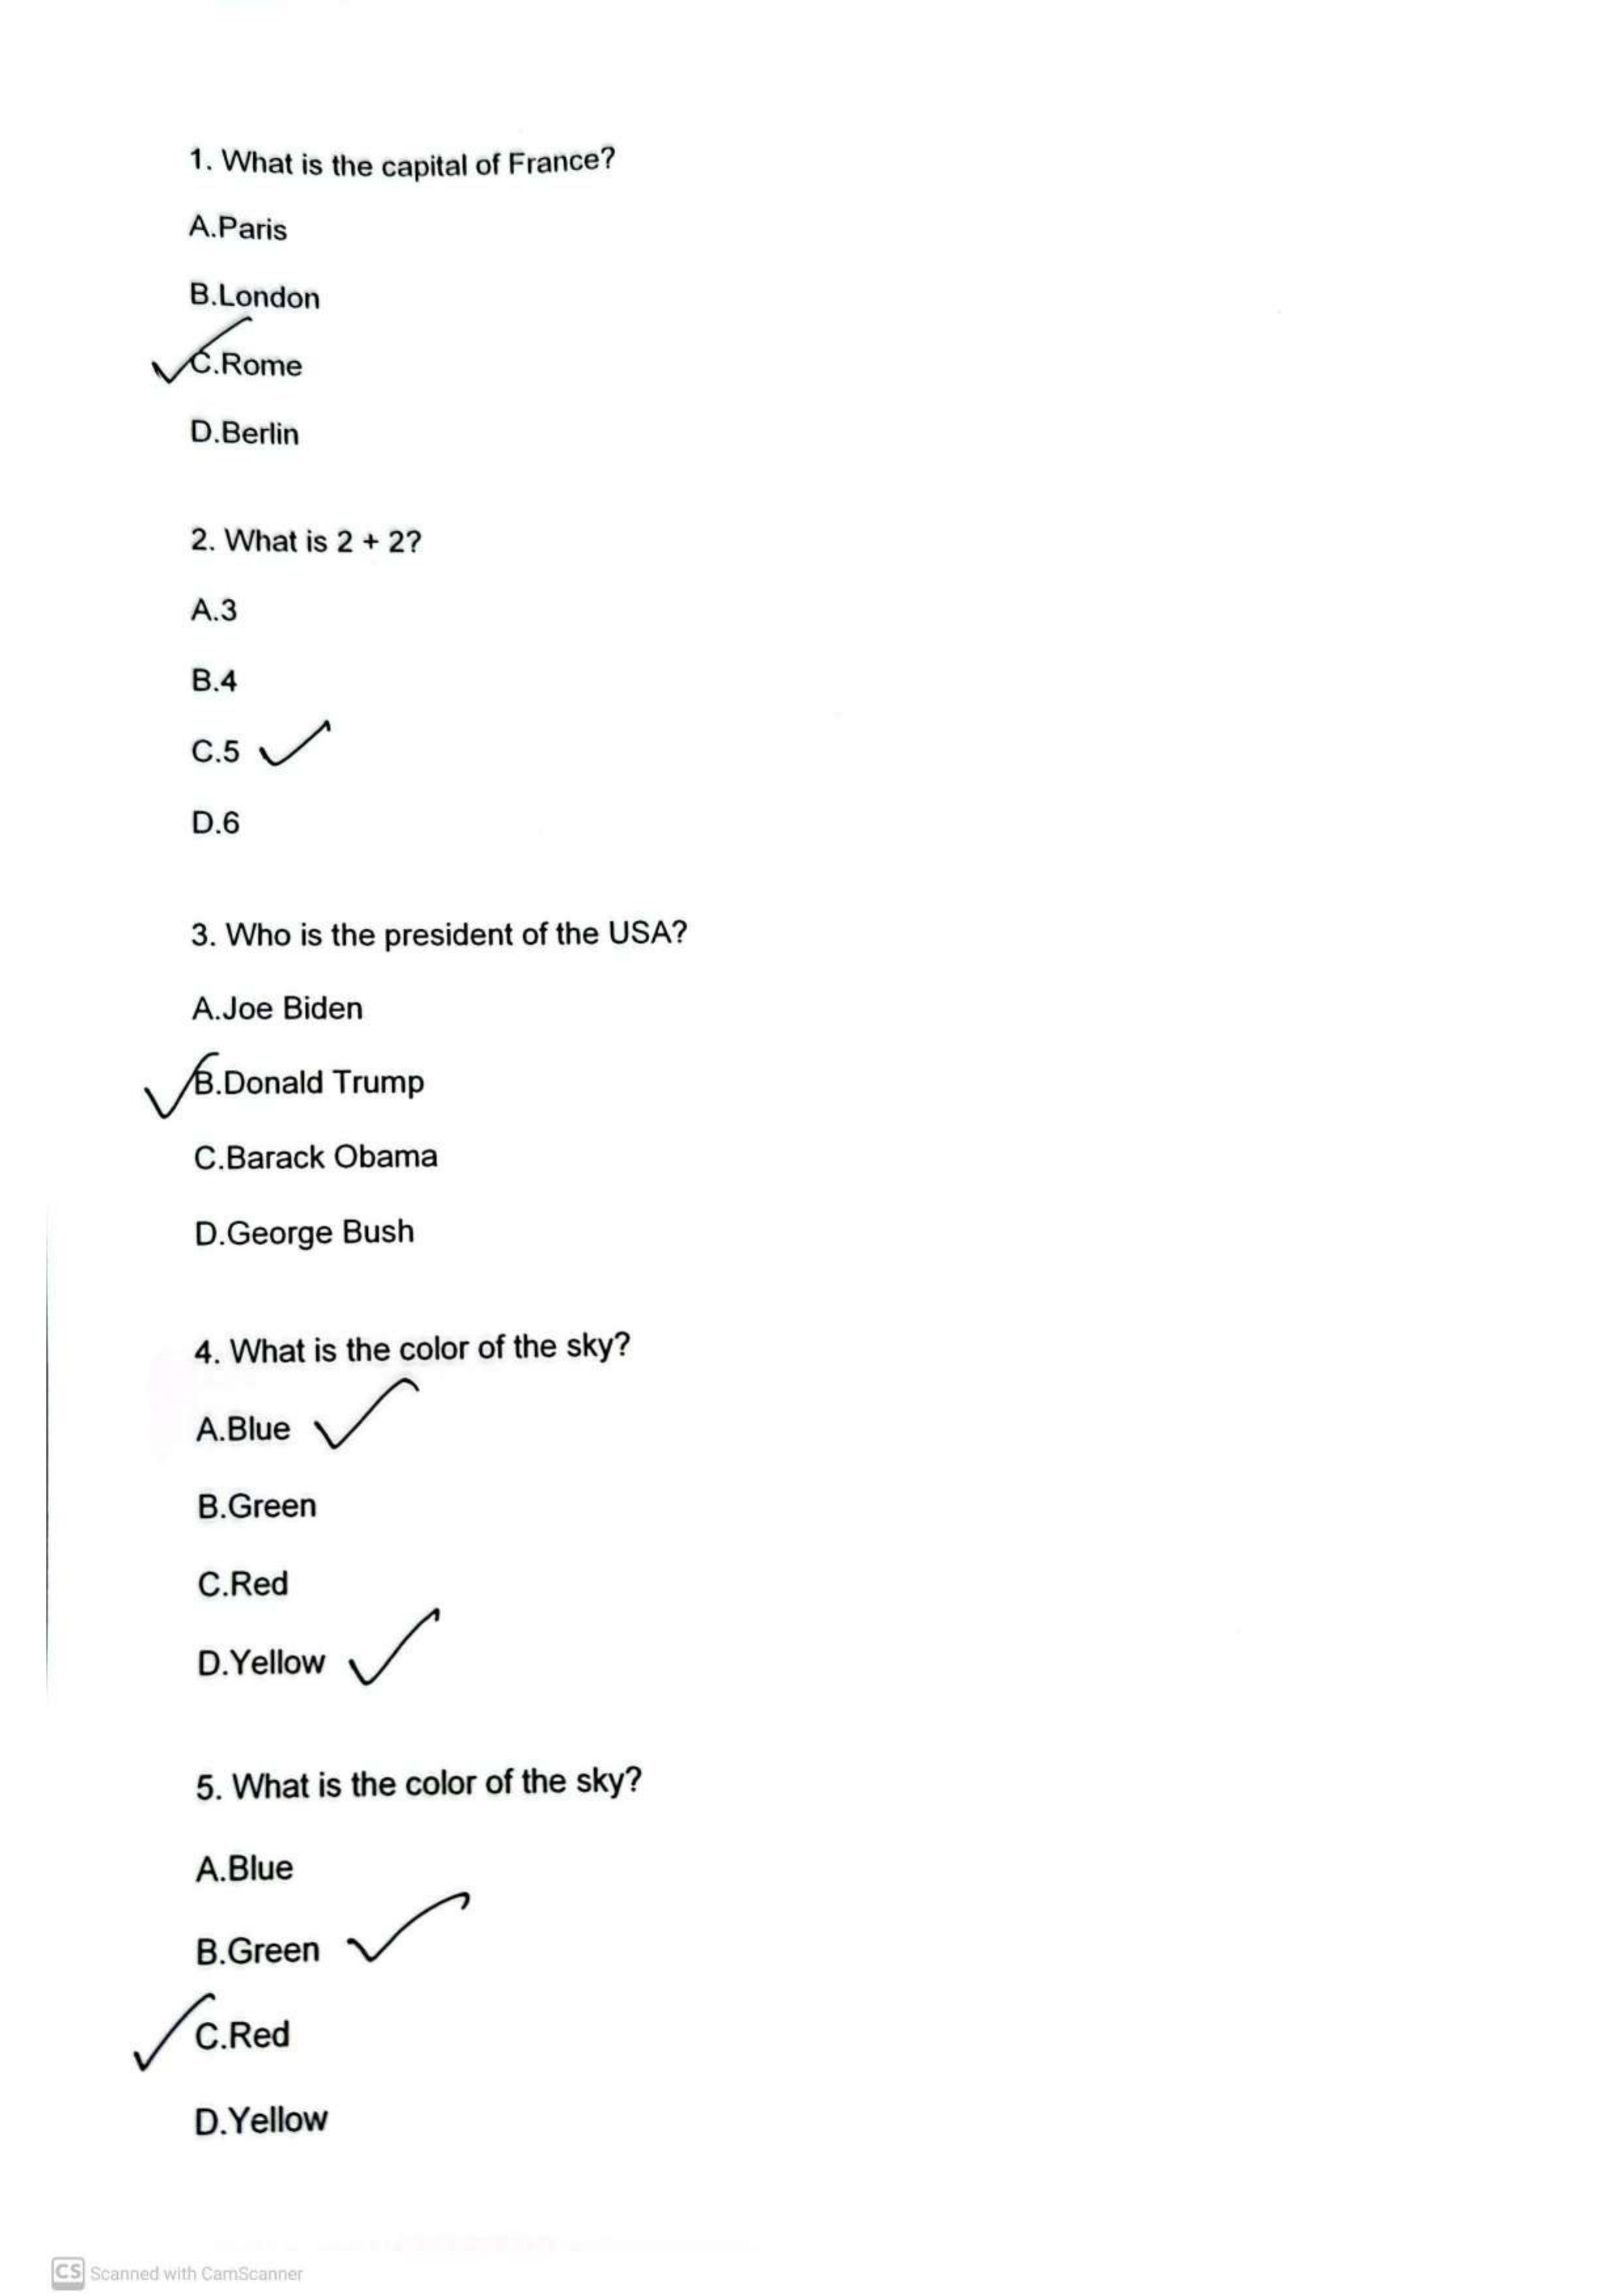 1. What is the capital of France?
A.Paris
B.London
C.Rome
D.Berlin
2. What is 2 + 2?
A.3
B.4
C.5
D.6
3. Who is the president of the USA?
A.Joe Biden
B.Donald Trump
C.Barack Obama
D.George Bush
4. What is the color of the sky?
A.Blue
B.Green
C.Red
D.Yellow
5. What is the color of the sky?
A.Blue
B.Green
C.Red
D.Yellow
CS Scanned with CamScanner